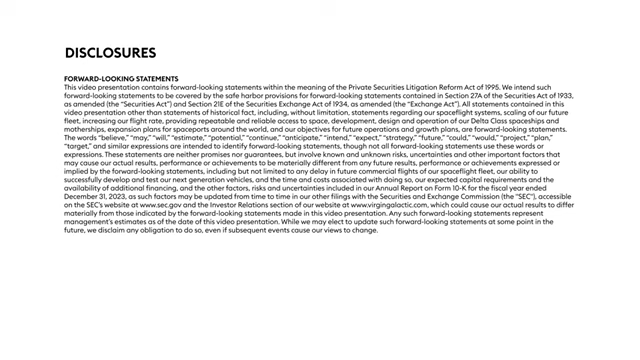 DISCLOSURES
FORWARD-LOOKING STATEMENTS
This video presentation contains forward-looking statements within the meaning of the Private Securities Litigation Reform Act of 1995. We intend such
forward-looking statements to be covered by the safe harbor provisions for forward-looking statements contained in Section 27A of the Securities Act of 1933,
as amended (the “Securities Act”) and Section 21E of the Securities Exchange Act of 1934, as amended (the “Exchange Act”). All statements contained in this
video presentation other than statements of historical fact, including, without limitation, statements regarding our spaceflight systems, scaling of our future
fleet, increasing our flight rate, providing repeatable and reliable access to space, development, design and operation of our Delta Class spaceships and
motherships, expansion plans for spaceports around the world, and our objectives for future operations and growth plans, are forward-looking statements.
The words “believe,” “may,” “will,” “estimate,” “potential,” “continue,” “anticipate,” “intend,” “expect,” “strategy,” “future,” “could,” “would,” “project,” “plan,”
“target,” and similar expressions are intended to identify forward-looking statements, though not all forward-looking statements use these words or
expressions. These statements are neither promises nor guarantees, but involve known and unknown risks, uncertainties and other important factors that
may cause our actual results, performance or achievements to be materially different from any future results, performance or achievements expressed or
implied by the forward-looking statements, including but not limited to any delay in future commercial flights of our spaceflight fleet, our ability to
successfully develop and test our next generation vehicles, and the time and costs associated with doing so, our expected capital requirements and the
availability of additional financing, and the other factors, risks and uncertainties included in our Annual Report on Form 10-K for the fiscal year ended
December 31, 2023, as such factors may be updated from time to time in our other filings with the Securities and Exchange Commission (the "SEC"), accessible
on the SEC’s website at www.sec.gov and the Investor Relations section of our website at www.virgingalactic.com, which could cause our actual results to differ
materially from those indicated by the forward-looking statements made in this video presentation. Any such forward-looking statements represent
management’s estimates as of the date of this video presentation. While we may elect to update such forward-looking statements at some point in the
future, we disclaim any obligation to do so, even if subsequent events cause our views to change.